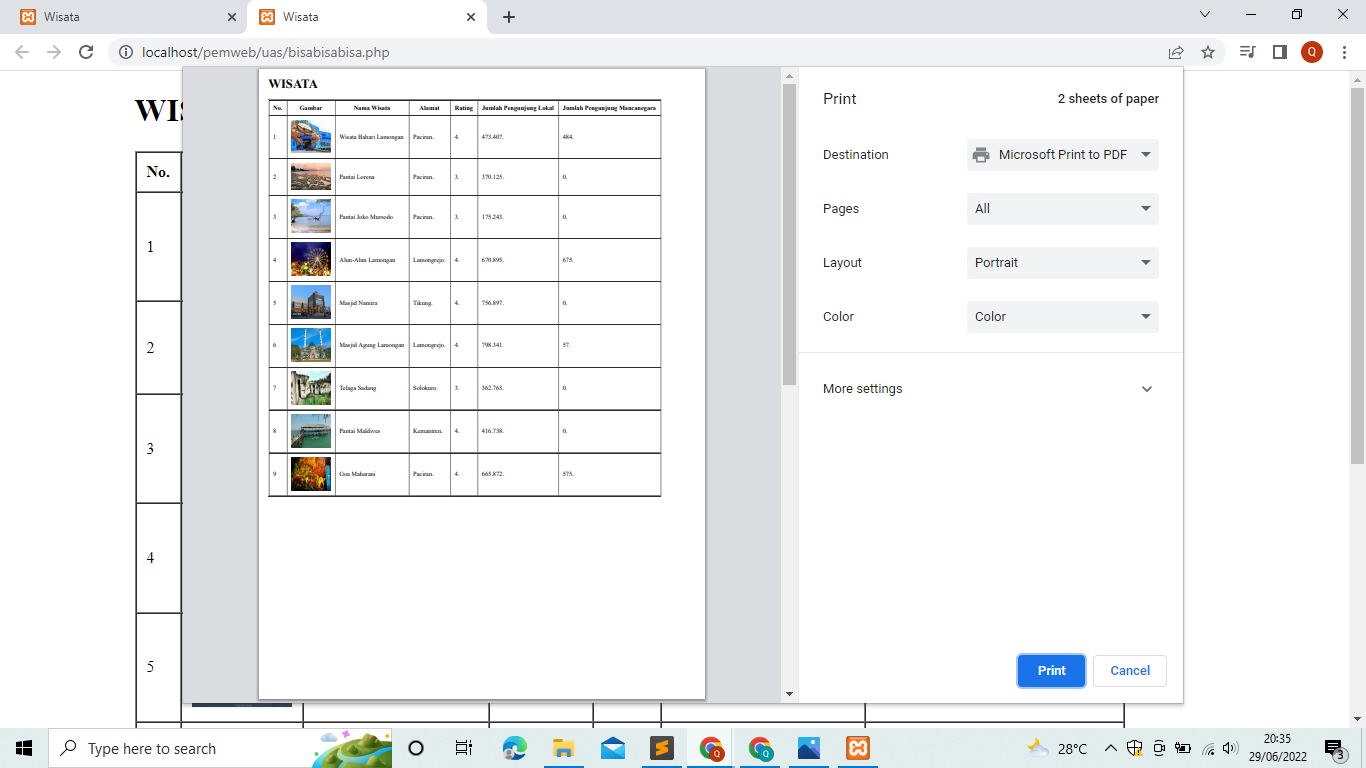 Wisata
Wisata
localhost/pemweb/uas/bisabisabisa.php
Q
WIS
No.
1
2
3
4
5
WISATA
No. Gambar Nama Wisata Alamat Rating Jumlah Pengunjung Lokal Jumlah Pengunjung Mancanegara
1 Wisata Bahari Lamongan Paciran. 4. 473.407. 484.
2 Pantai Lorena Paciran. 3. 370.125. 0.
3 Pantai Joko Mursodo Paciran. 3. 175.243. 0.
4 Alun-Alun Lamongan Lamongrejo. 4. 670.895. 675.
5 Masjid Namira Tikung. 4. 756.897. 0.
6 Masjid Agung Lamongan Lamongrejo. 4. 798.341. 57.
7 Telaga Sadang Solokuro. 3. 362.763. 0.
8 Pantai Maldives Kemantren. 4. 416.738. 0.
9 Goa Maharani Paciran. 4. 665.872. 575.
Print 2 sheets of paper
Destination Microsoft Print to PDF
Pages All
Layout Portrait
Color Color
More settings
Print Cancel
Type here to search
Q
Q
28°C
20:35
29/06/2022
3